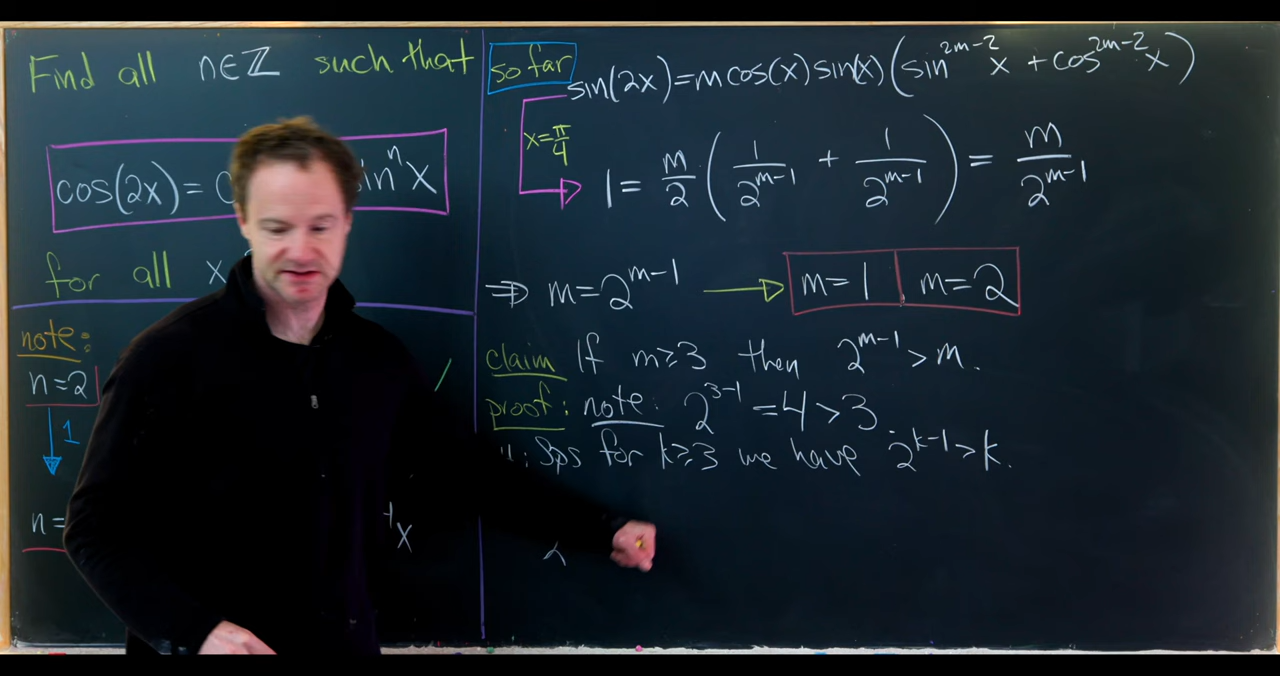 Find all n∈ℤ such that
cos(2x)= sinⁿx
for all x
note:
n=2
1
n=
x
so far
sin(2x)=m cos(x) sin(x)(sin^{2m-2}x + cos^{2m-2}x)
x=π/4
1 = m/2 (1/2^{m-1} + 1/2^{m-1}) = m/2^{m-1}
⇒ m=2^{m-1} → m=1 m=2
claim If m≥3 then 2^{m-1}>m.
proof: note: 2^{3-1}=4>3.
Sps for k≥3 we have 2^{k-1}>k.